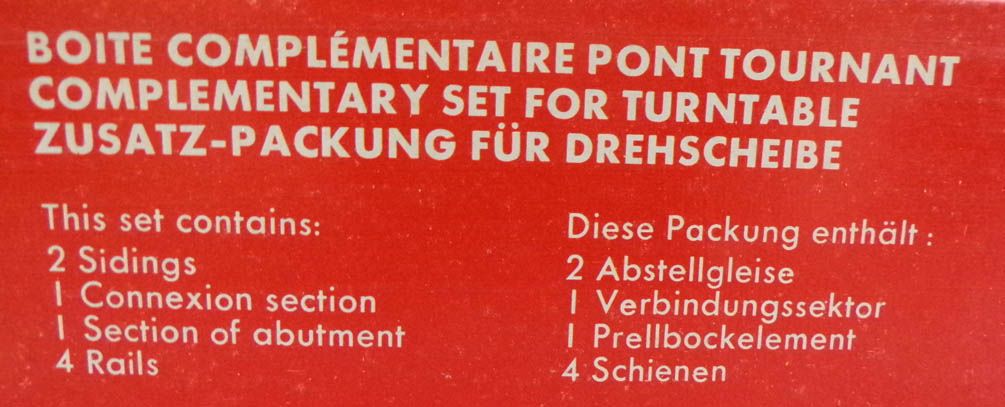 BOITE COMPLÉMENTAIRE PONT TOURNANT
COMPLEMENTARY SET FOR TURNTABLE
ZUSATZ-PACKUNG FÜR DREHSCHEIBE
This set contains:
2 Sidings
1 Connexion section
1 Section of abutment
4 Rails
Diese Packung enthält :
2 Abstellgleise
1 Verbindungssektor
1 Prellbockelement
4 Schienen